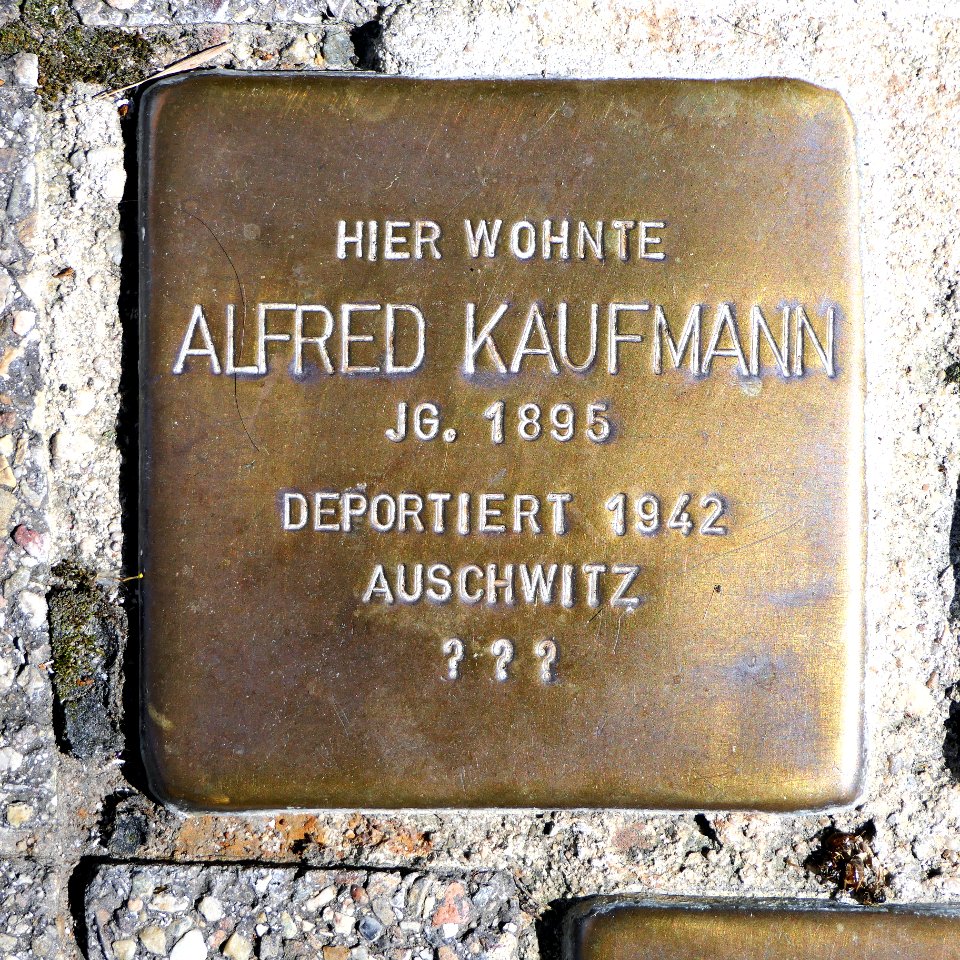 HIER WOHNTE
ALFRED KAUFMANN
JG. 1895
DEPORTIERT 1942
AUSCHWITZ
???